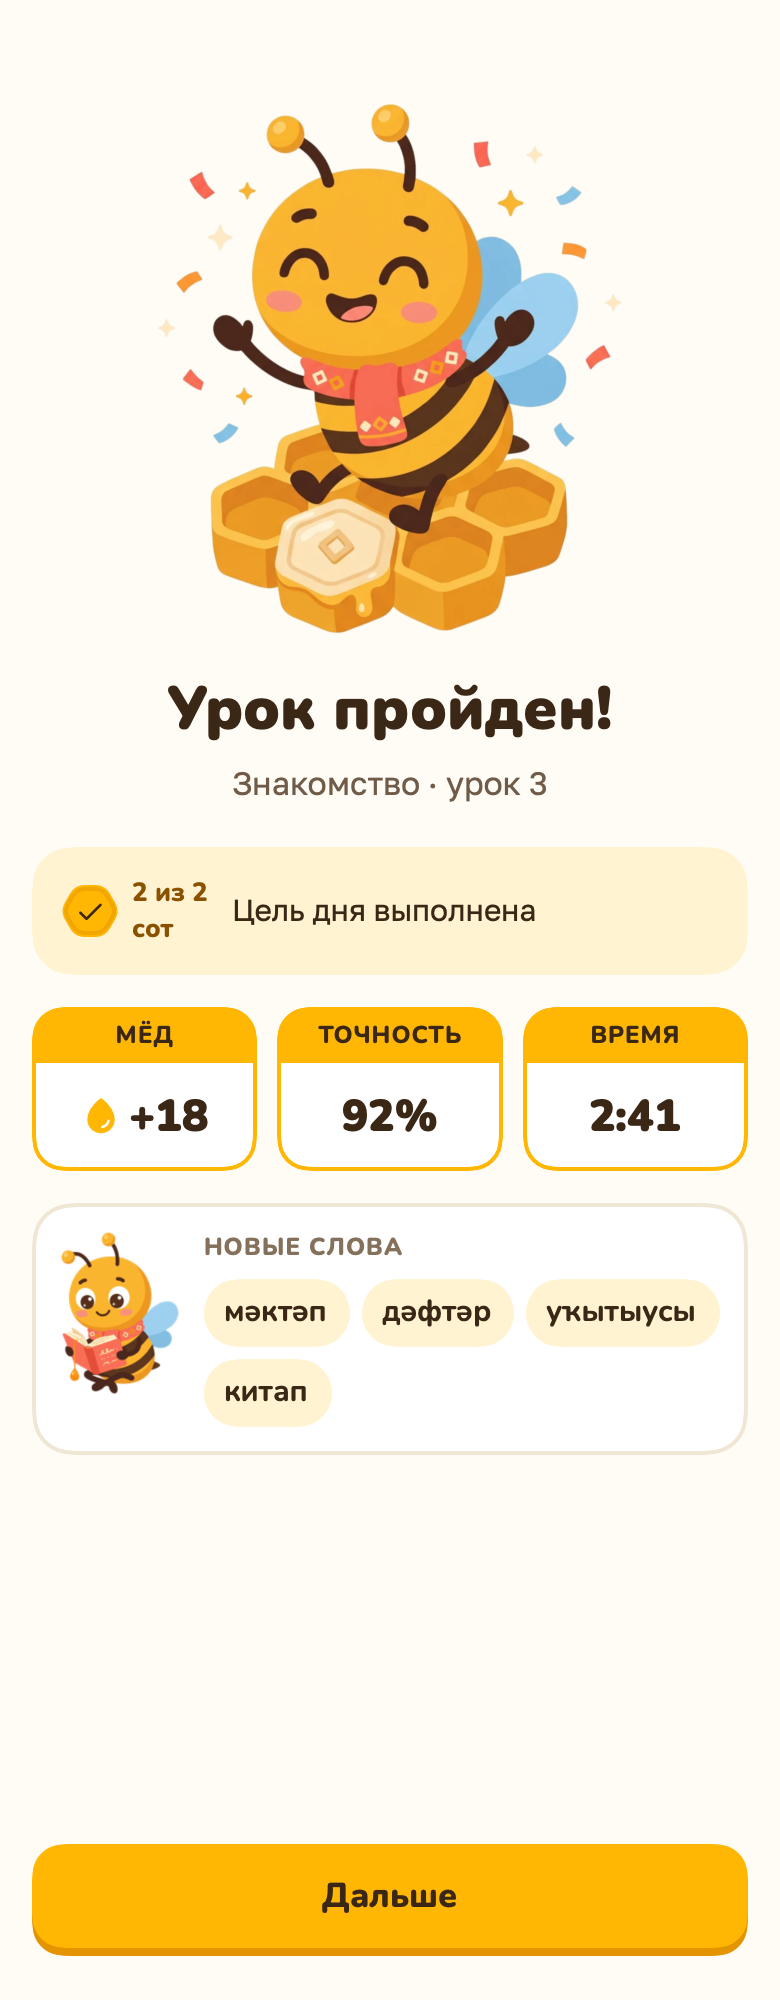 Урок пройден!
Знакомство · урок 3
2 из 2
сот
Цель дня выполнена
МЁД
ТОЧНОСТЬ
ВРЕМЯ
+18
92%
2:41
НОВЫЕ СЛОВА
мәктәп
дәфтәр
уҡытыусы
китап
Дальше